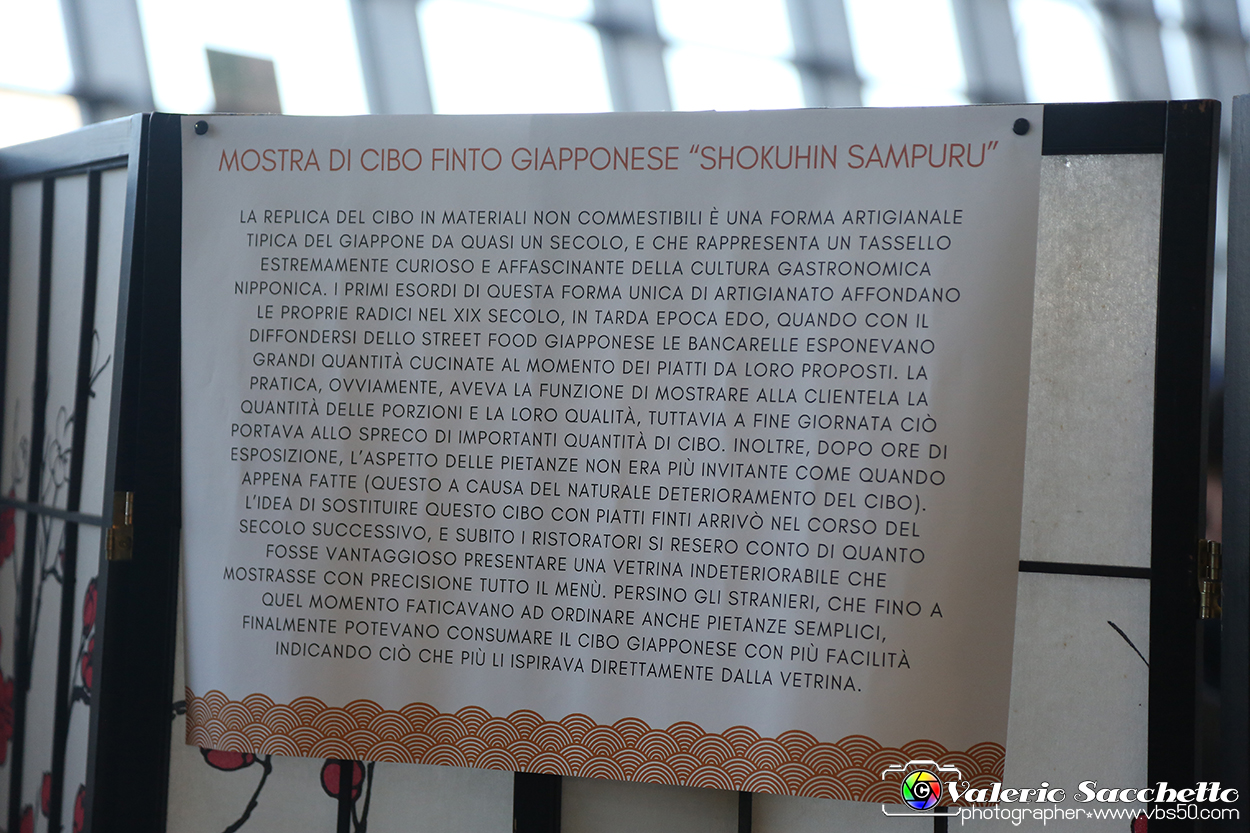 MOSTRA DI CIBO FINTO GIAPPONESE “SHOKUHIN SAMPURU”
LA REPLICA DEL CIBO IN MATERIALI NON COMMESTIBILI È UNA FORMA ARTIGIANALE
TIPICA DEL GIAPPONE DA QUASI UN SECOLO, E CHE RAPPRESENTA UN TASSELLO
ESTREMAMENTE CURIOSO E AFFASCINANTE DELLA CULTURA GASTRONOMICA
NIPPONICA. I PRIMI ESORDI DI QUESTA FORMA UNICA DI ARTIGIANATO AFFONDANO
LE PROPRIE RADICI NEL XIX SECOLO, IN TARDA EPOCA EDO, QUANDO CON IL
DIFFONDERSI DELLO STREET FOOD GIAPPONESE LE BANCARELLE ESPONEVANO
GRANDI QUANTITÀ CUCINATE AL MOMENTO DEI PIATTI DA LORO PROPOSTI. LA
PRATICA, OVVIAMENTE, AVEVA LA FUNZIONE DI MOSTRARE ALLA CLIENTELA LA
QUANTITÀ DELLE PORZIONI E LA LORO QUALITÀ, TUTTAVIA A FINE GIORNATA CIÒ
PORTAVA ALLO SPRECO DI IMPORTANTI QUANTITÀ DI CIBO. INOLTRE, DOPO ORE DI
ESPOSIZIONE, L’ASPETTO DELLE PIETANZE NON ERA PIÙ INVITANTE COME QUANDO
APPENA FATTE (QUESTO A CAUSA DEL NATURALE DETERIORAMENTO DEL CIBO).
L’IDEA DI SOSTITUIRE QUESTO CIBO CON PIATTI FINTI ARRIVÒ NEL CORSO DEL
SECOLO SUCCESSIVO, E SUBITO I RISTORATORI SI RESERO CONTO DI QUANTO
FOSSE VANTAGGIOSO PRESENTARE UNA VETRINA INDETERIORABILE CHE
MOSTRASSE CON PRECISIONE TUTTO IL MENÙ. PERSINO GLI STRANIERI, CHE FINO A
QUEL MOMENTO FATICAVANO AD ORDINARE ANCHE PIETANZE SEMPLICI,
FINALMENTE POTEVANO CONSUMARE IL CIBO GIAPPONESE CON PIÙ FACILITÀ
INDICANDO CIÒ CHE PIÙ LI ISPIRAVA DIRETTAMENTE DALLA VETRINA.
© Valerio Sacchetto
photographer★www.vbs50.com